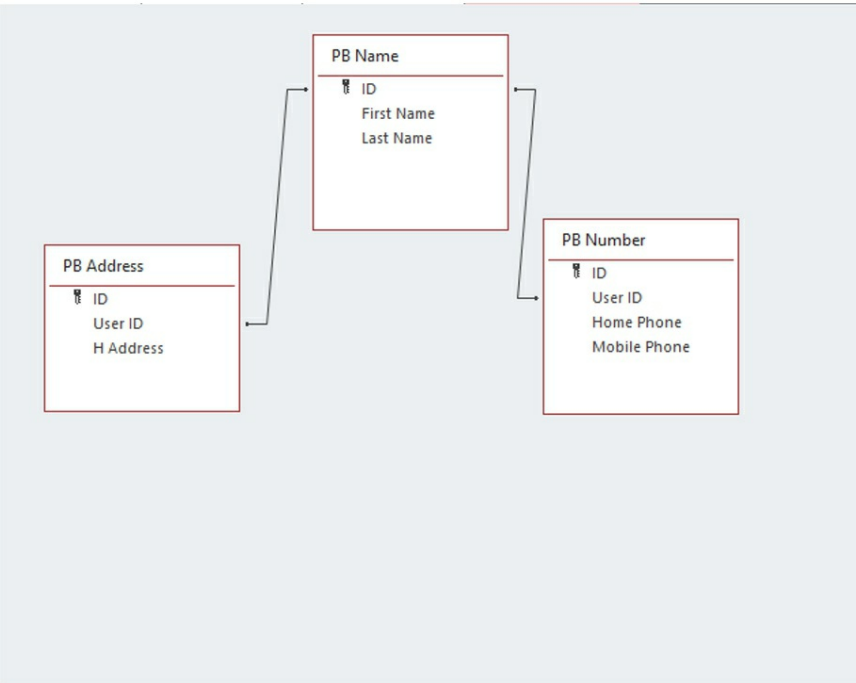 PB Name
ID
First Name
Last Name
PB Address
ID
User ID
H Address
PB Number
ID
User ID
Home Phone
Mobile Phone